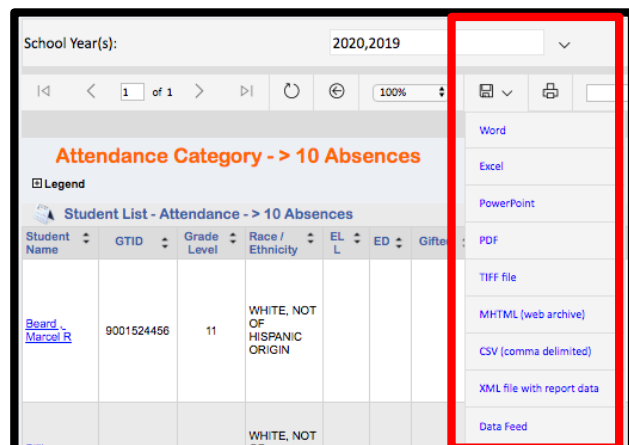 School Year(s): 2020,2019
1 of 1 100%
Word
Attendance Category - > 10 Absences
Excel
Legend
PowerPoint
Student List - Attendance - > 10 Absences
Student Name GTID Grade Level Race / Ethnicity EL L ED Gifted
PDF
TIFF file
MHTML (web archive)
CSV (comma delimited)
XML file with report data
Data Feed
Beard ,
Marcel R
9001524456
11
WHITE, NOT
OF
HISPANIC
ORIGIN
WHITE, NOT